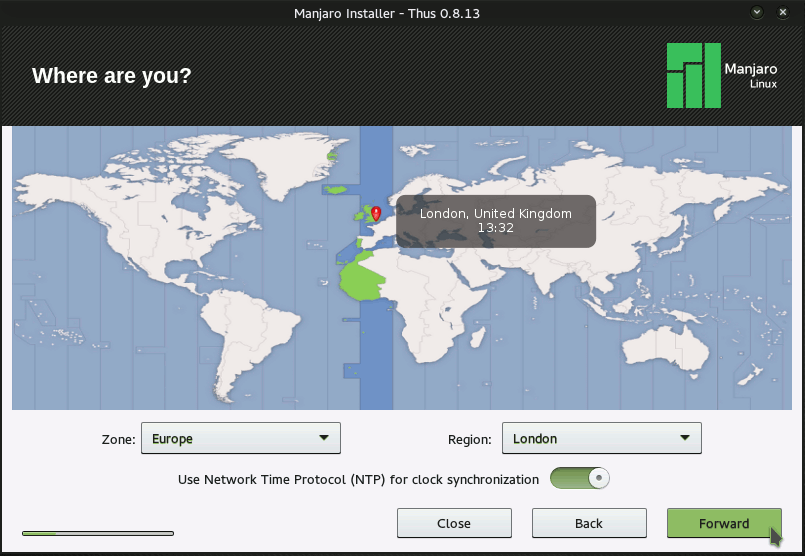 Manjaro Installer - Thus 0.8.13
Where are you?
Manjaro
Linux
London, United Kingdom
13:32
Zone: Europe Region: London
Use Network Time Protocol (NTP) for clock synchronization
Close Back Forward